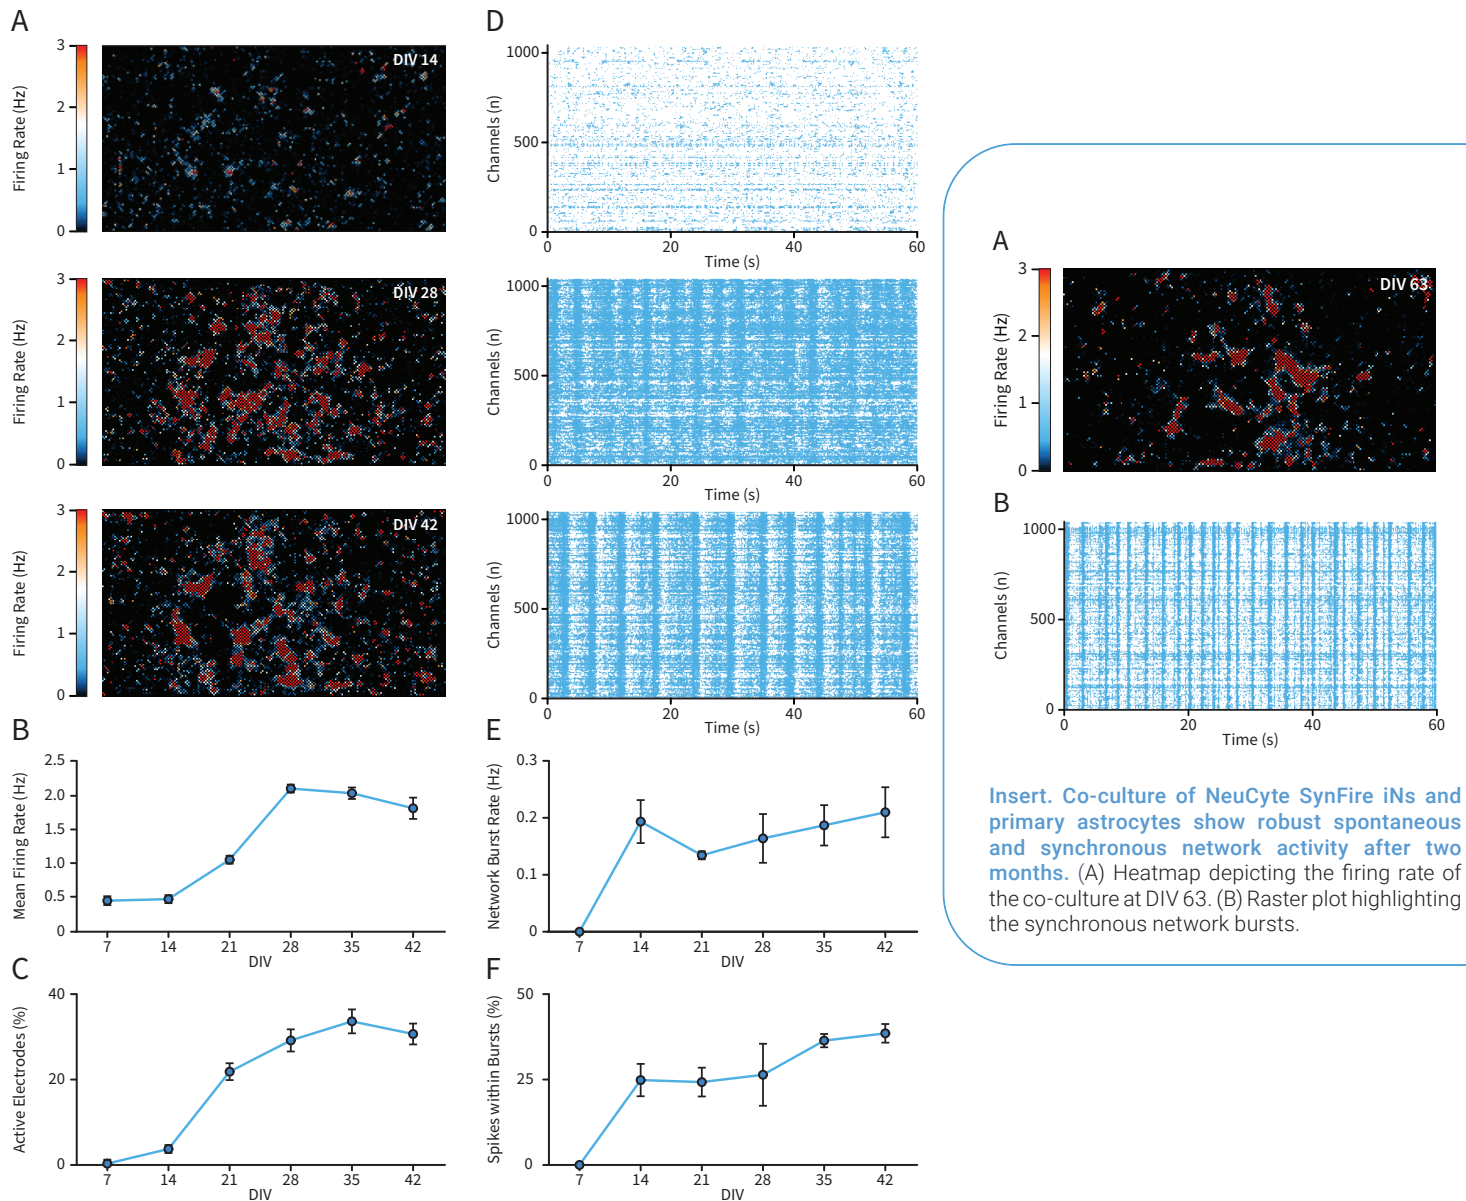 A
3
2
1
0
Firing Rate (Hz)
DIV 14
3
2
1
0
Firing Rate (Hz)
DIV 28
3
2
1
0
Firing Rate (Hz)
DIV 42
B
2.5
2.0
1.5
1.0
0.5
0
Mean Firing Rate (Hz)
7 14 21 28 35 42
DIV
C
40
20
0
Active Electrodes (%)
7 14 21 28 35 42
DIV
D
1000
500
0
Channels (n)
0 20 40 60
Time (s)
1000
500
0
Channels (n)
0 20 40 60
Time (s)
1000
500
0
Channels (n)
0 20 40 60
Time (s)
E
0.3
0.2
0.1
0
Network Burst Rate (Hz)
7 14 21 28 35 42
DIV
F
50
25
0
Spikes within Bursts (%)
7 14 21 28 35 42
DIV
A
3
2
1
0
Firing Rate (Hz)
DIV 63
B
1000
500
0
Channels (n)
0 20 40 60
Time (s)
Insert. Co-culture of NeuCyte SynFire iNs and
primary astrocytes show robust spontaneous
and synchronous network activity after two
months. (A) Heatmap depicting the firing rate of
the co-culture at DIV 63. (B) Raster plot highlighting
the synchronous network bursts.